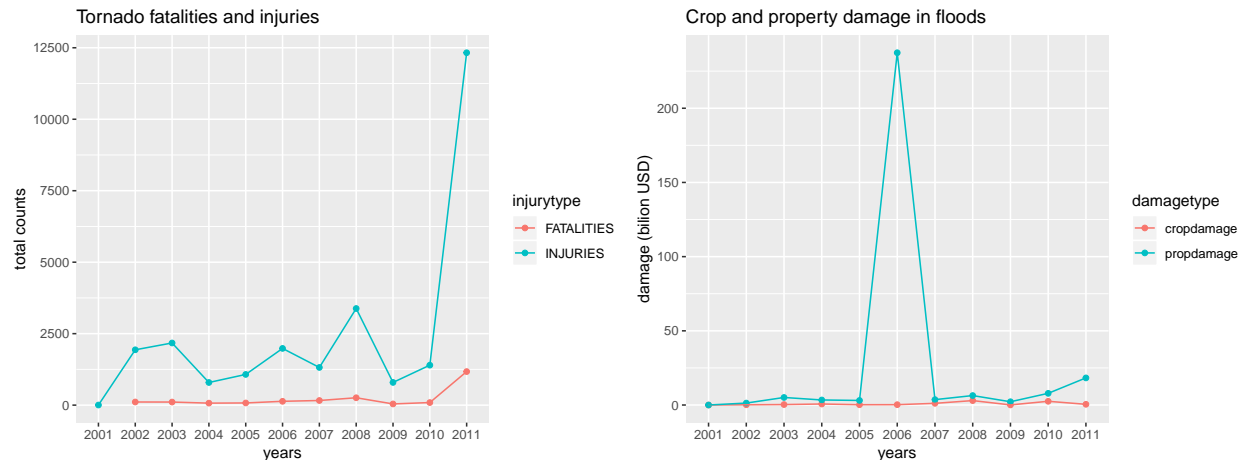 Tornado fatalities and injuries
total counts
12500
10000
7500
5000
2500
0
2001 2002 2003 2004 2005 2006 2007 2008 2009 2010 2011
years
injurytype
FATALITIES
INJURIES
Crop and property damage in floods
damage (bilion USD)
200
150
100
50
0
2001 2002 2003 2004 2005 2006 2007 2008 2009 2010 2011
years
damagetype
cropdamage
propdamage